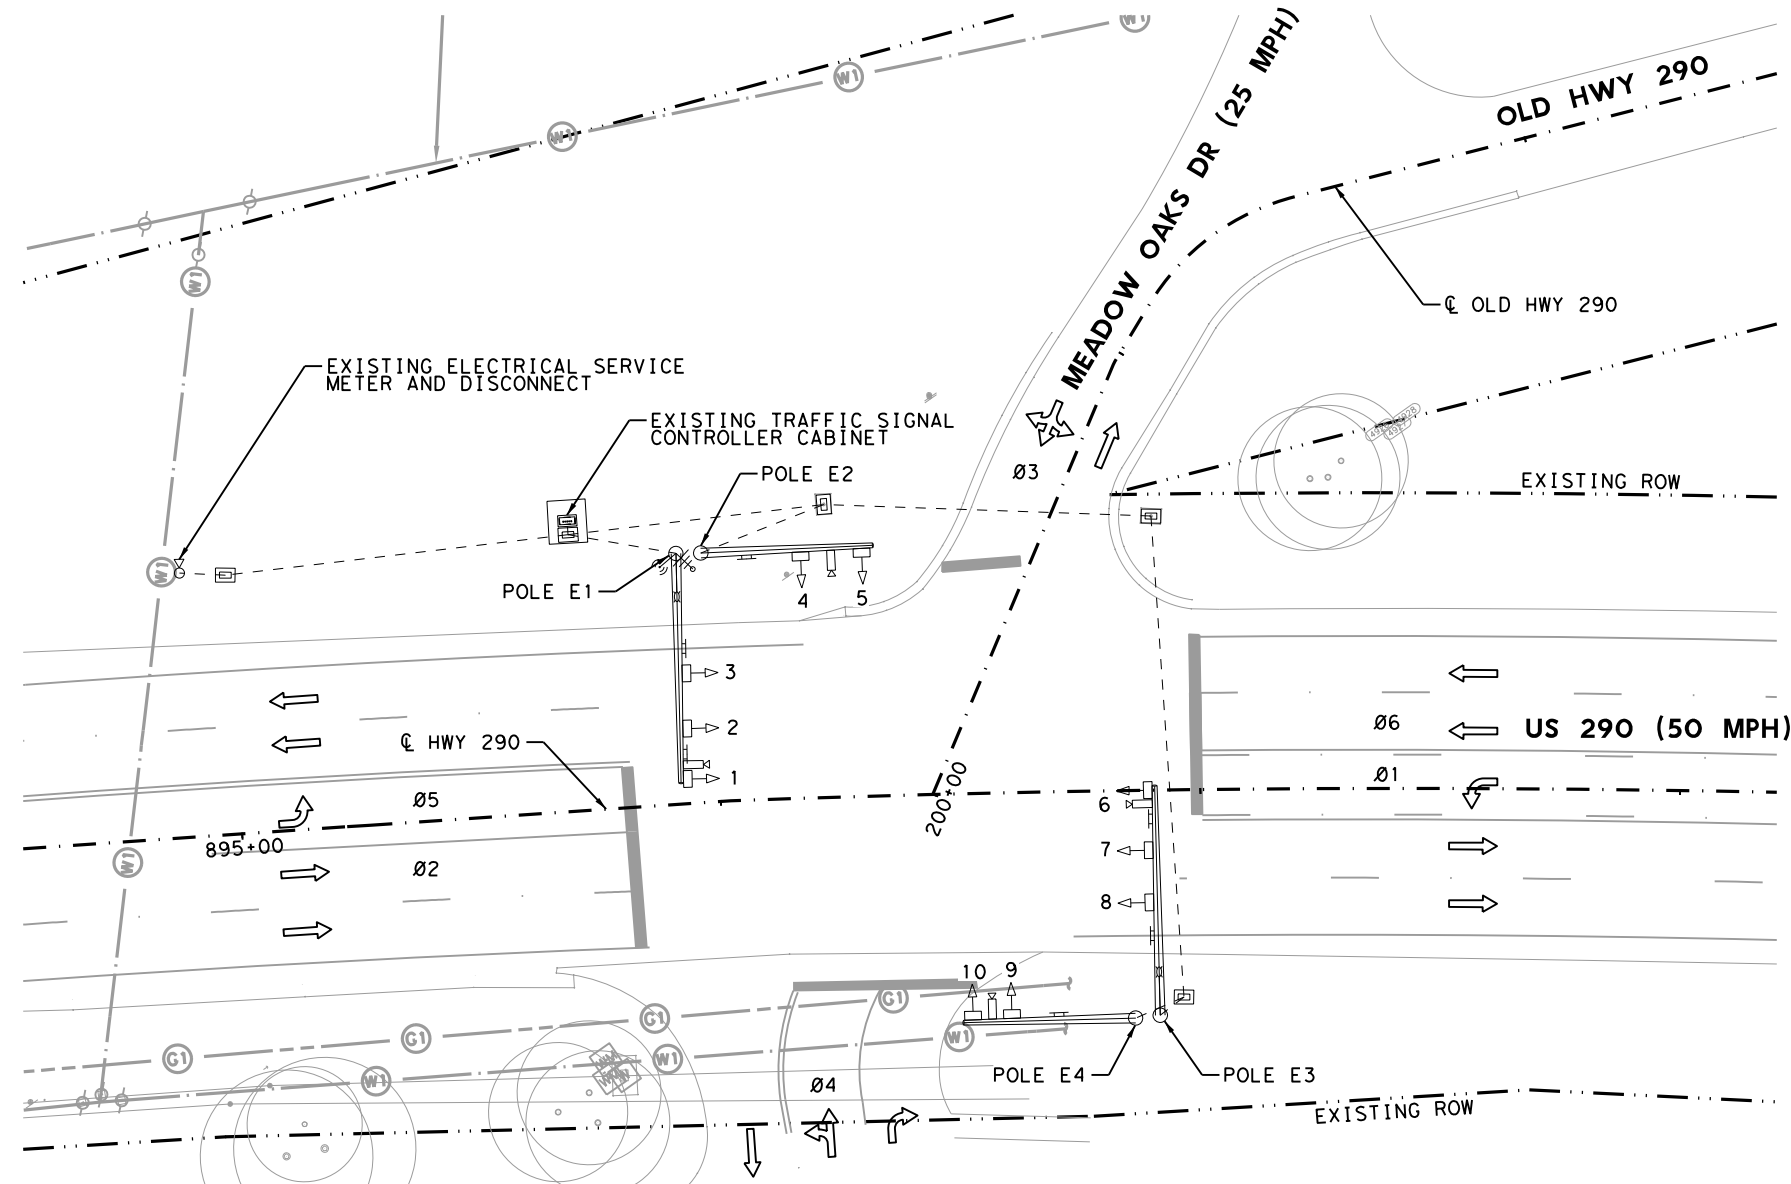 W1
W1
MEADOW OAKS DR (25 MPH)
OLD HWY 290
W1
W1
℄ OLD HWY 290
EXISTING ELECTRICAL SERVICE
METER AND DISCONNECT
EXISTING TRAFFIC SIGNAL
CONTROLLER CABINET
POLE E2
Ø3
EXISTING ROW
W1
POLE E1
4
5
3
2
1
℄ HWY 290
Ø6
US 290 (50 MPH)
Ø1
Ø5
200+00
6
895+00
7
W1
Ø2
8
10
9
G1
G1
G1
W1
W1
G1
W1
POLE E4
POLE E3
Ø4
EXISTING ROW